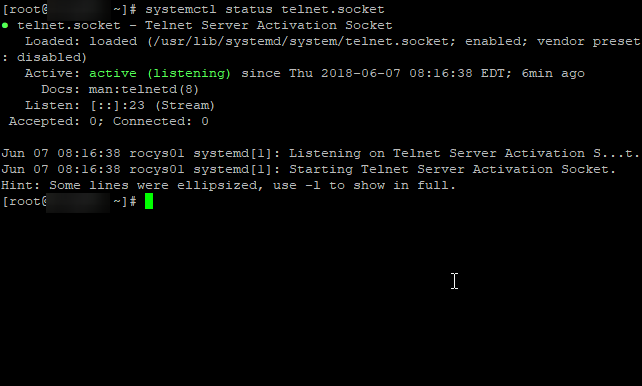 [root@ ~]# systemctl status telnet.socket
● telnet.socket - Telnet Server Activation Socket
   Loaded: loaded (/usr/lib/systemd/system/telnet.socket; enabled; vendor preset
: disabled)
   Active: active (listening) since Thu 2018-06-07 08:16:38 EDT; 6min ago
     Docs: man:telnetd(8)
   Listen: [::]:23 (Stream)
 Accepted: 0; Connected: 0

Jun 07 08:16:38 rocys01 systemd[1]: Listening on Telnet Server Activation S...t.
Jun 07 08:16:38 rocys01 systemd[1]: Starting Telnet Server Activation Socket.
Hint: Some lines were ellipsized, use -l to show in full.
[root@ ~]#